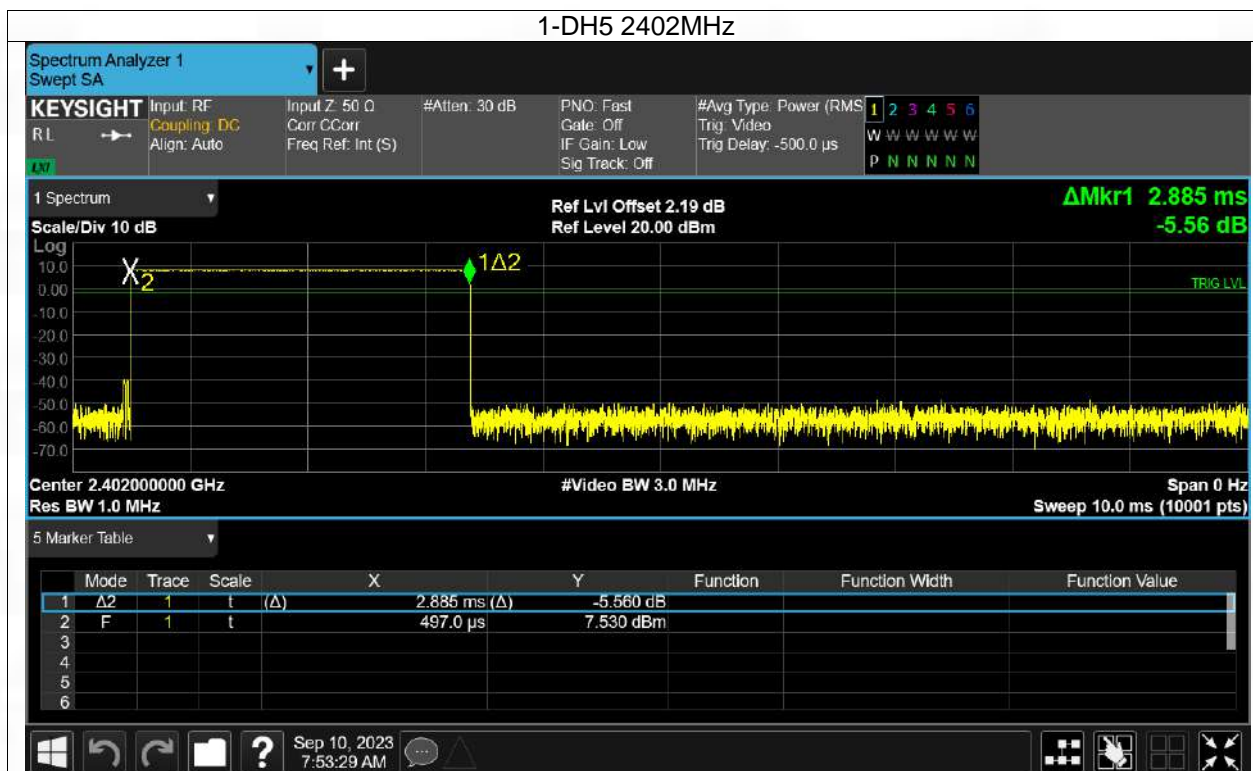 1-DH5 2402MHz
Spectrum Analyzer 1
Swept SA
+
KEYSIGHT
RL
LXI
Input: RF
Coupling: DC
Align: Auto
Input Z: 50 Ω
Corr CCorr
Freq Ref: Int (S)
#Atten: 30 dB
PNO: Fast
Gate: Off
IF Gain: Low
Sig Track: Off
#Avg Type: Power (RMS
Trig: Video
Trig Delay: -500.0 µs
1 2 3 4 5 6
W W W W W W
P N N N N N
1 Spectrum
Scale/Div 10 dB
Ref Lvl Offset 2.19 dB
Ref Level 20.00 dBm
ΔMkr1 2.885 ms
-5.56 dB
Log
10.0
0.00
-10.0
-20.0
-30.0
-40.0
-50.0
-60.0
-70.0
X2
1Δ2
TRIG LVL
Center 2.402000000 GHz
Res BW 1.0 MHz
#Video BW 3.0 MHz
Span 0 Hz
Sweep 10.0 ms (10001 pts)
5 Marker Table
Mode Trace Scale X Y Function Function Width Function Value
1 Δ2 1 t (Δ) 2.885 ms (Δ) -5.560 dB
2 F 1 t 497.0 µs 7.530 dBm
3
4
5
6
?
Sep 10, 2023
7:53:29 AM